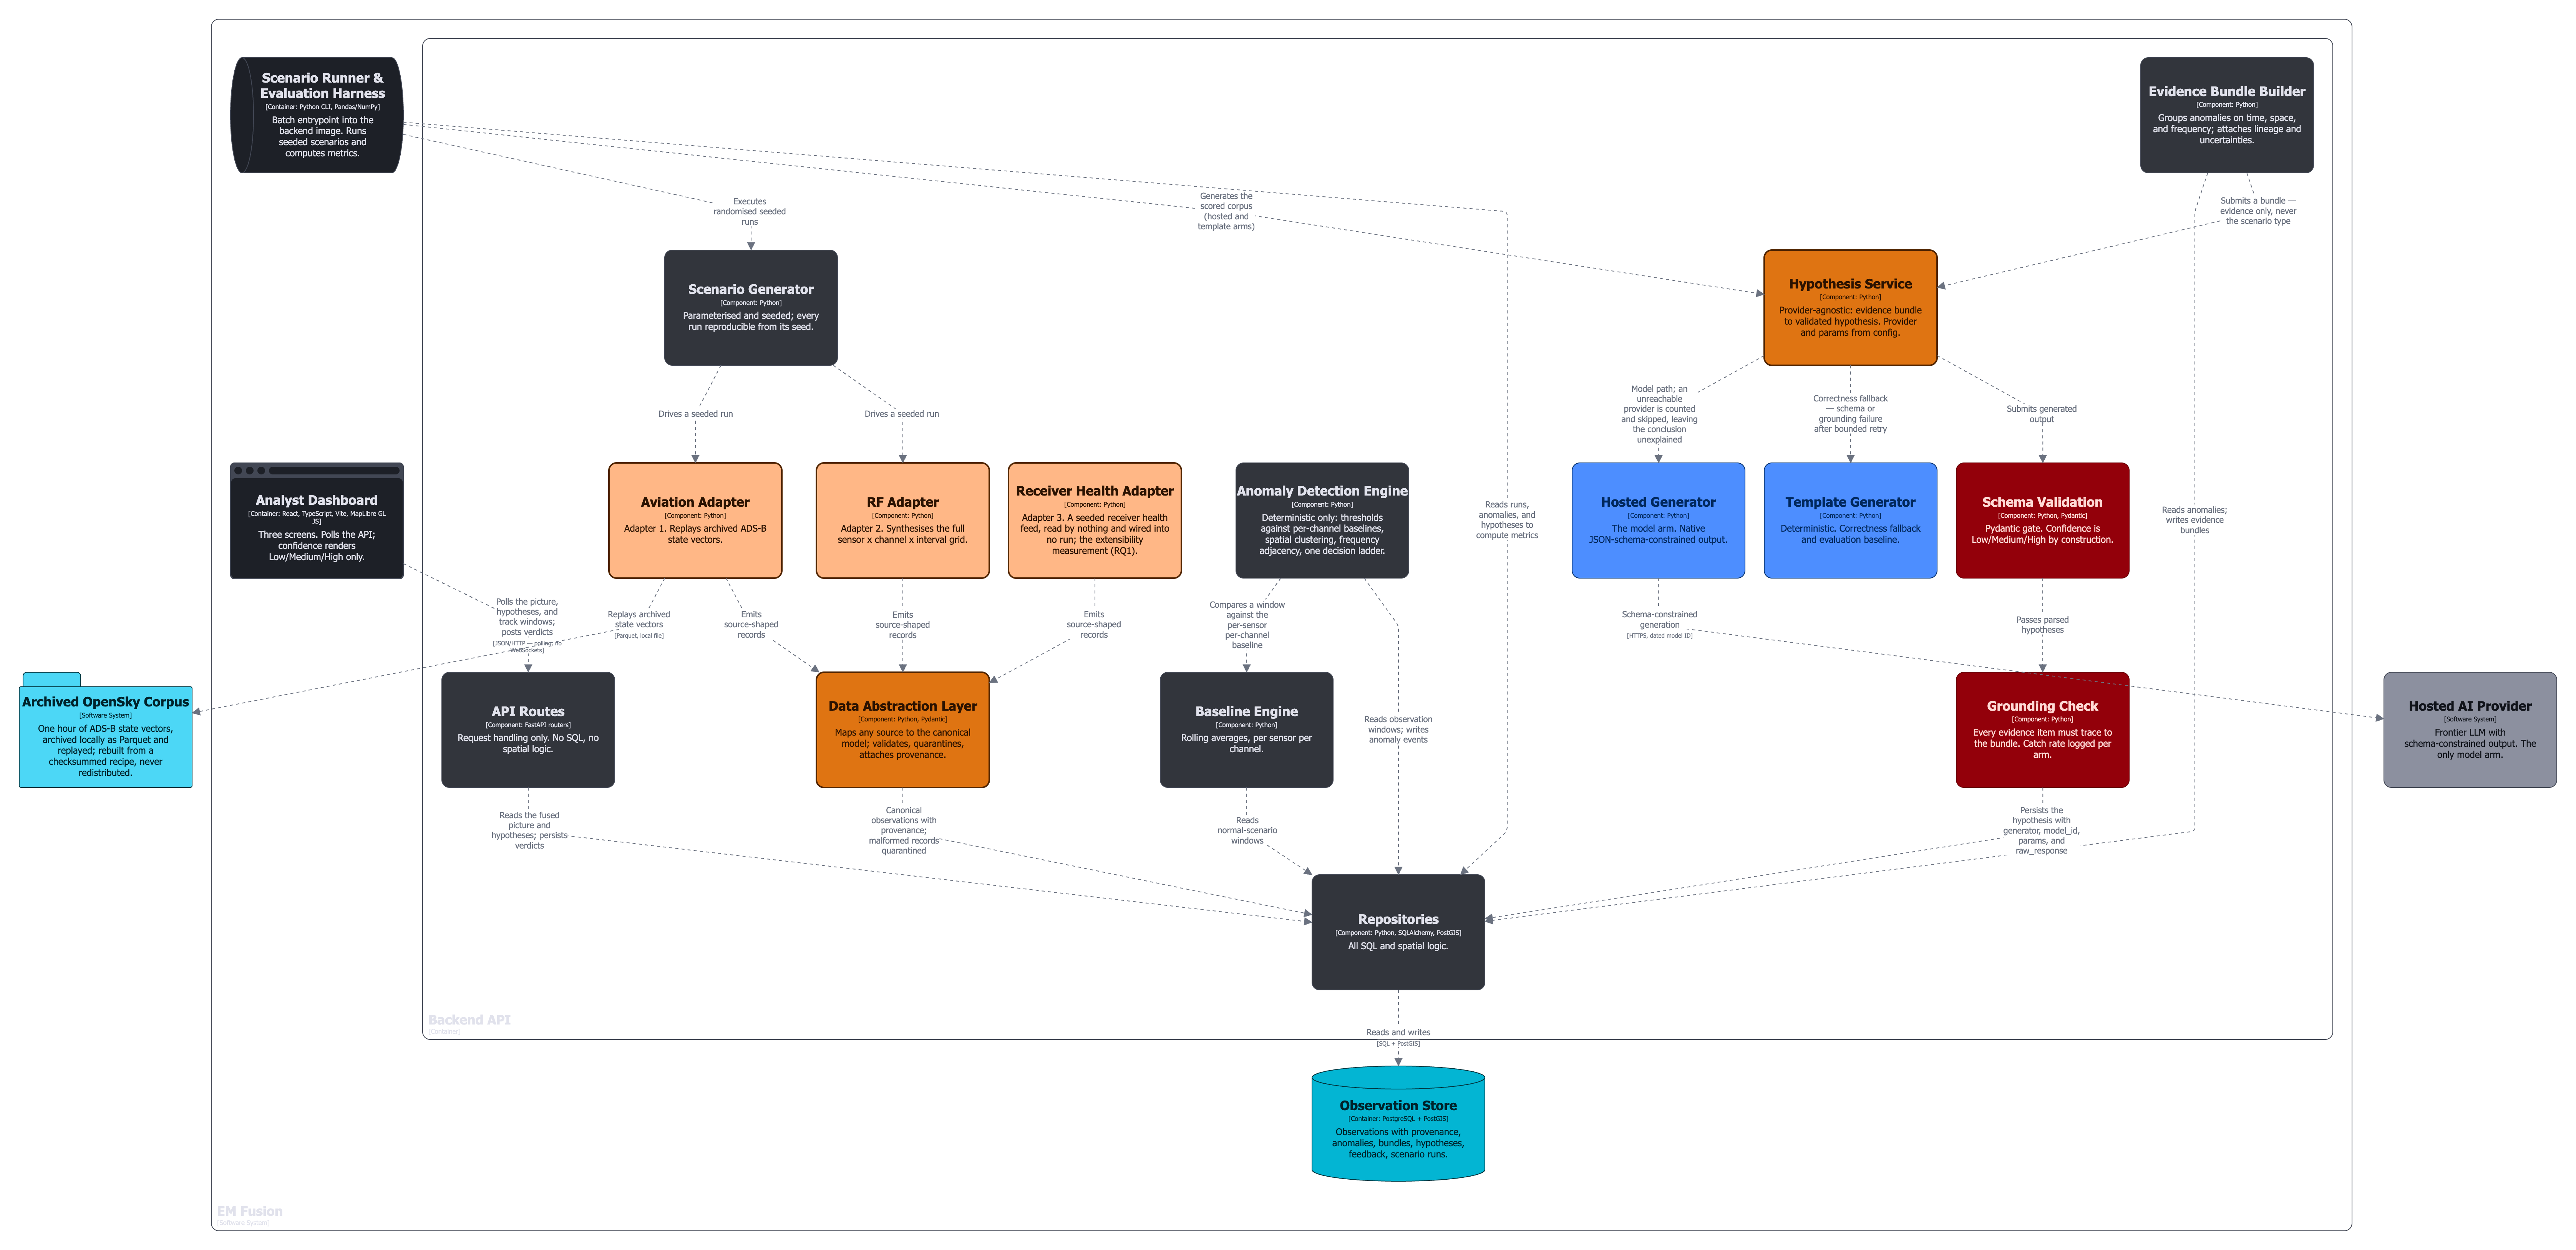 Scenario Runner &
Evaluation Harness
[Container: Python CLI, Pandas/NumPy]
Batch entrypoint into the
backend image. Runs
seeded scenarios and
computes metrics.
Evidence Bundle Builder
[Component: Python]
Groups anomalies on time, space,
and frequency; attaches lineage and
uncertainties.
Executes
randomised seeded
runs
Generates the
scored corpus
(hosted and
template arms)
Submits a bundle —
evidence only, never
the scenario type
Scenario Generator
[Component: Python]
Parameterised and seeded; every
run reproducible from its seed.
Hypothesis Service
[Component: Python]
Provider-agnostic: evidence bundle
to validated hypothesis. Provider
and params from config.
Drives a seeded run
Drives a seeded run
Model path; an
unreachable
provider is counted
and skipped, leaving
the conclusion
unexplained
Correctness fallback
— schema or
grounding failure
after bounded retry
Submits generated
output
Analyst Dashboard
[Container: React, TypeScript, Vite, MapLibre GL
JS]
Three screens. Polls the API;
confidence renders
Low/Medium/High only.
Aviation Adapter
[Component: Python]
Adapter 1. Replays archived ADS-B
state vectors.
RF Adapter
[Component: Python]
Adapter 2. Synthesises the full
sensor x channel x interval grid.
Receiver Health Adapter
[Component: Python]
Adapter 3. A seeded receiver health
feed, read by nothing and wired into
no run; the extensibility
measurement (RQ1).
Anomaly Detection Engine
[Component: Python]
Deterministic only: thresholds
against per-channel baselines,
spatial clustering, frequency
adjacency, one decision ladder.
Reads runs,
anomalies, and
hypotheses to
compute metrics
Hosted Generator
[Component: Python]
The model arm. Native
JSON-schema-constrained output.
Template Generator
[Component: Python]
Deterministic. Correctness fallback
and evaluation baseline.
Schema Validation
[Component: Python, Pydantic]
Pydantic gate. Confidence is
Low/Medium/High by construction.
Reads anomalies;
writes evidence
bundles
Polls the picture,
hypotheses, and
track windows;
posts verdicts
[JSON/HTTP — polling; no
WebSockets]
Replays archived
state vectors
[Parquet, local file]
Emits
source-shaped
records
Emits
source-shaped
records
Emits
source-shaped
records
Compares a window
against the
per-sensor
per-channel
baseline
Schema-constrained
generation
[HTTPS, dated model ID]
Passes parsed
hypotheses
Archived OpenSky Corpus
[Software System]
One hour of ADS-B state vectors,
archived locally as Parquet and
replayed; rebuilt from a
checksummed recipe, never
redistributed.
API Routes
[Component: FastAPI routers]
Request handling only. No SQL, no
spatial logic.
Data Abstraction Layer
[Component: Python, Pydantic]
Maps any source to the canonical
model; validates, quarantines,
attaches provenance.
Baseline Engine
[Component: Python]
Rolling averages, per sensor per
channel.
Reads observation
windows; writes
anomaly events
Grounding Check
[Component: Python]
Every evidence item must trace to
the bundle. Catch rate logged per
arm.
Hosted AI Provider
[Software System]
Frontier LLM with
schema-constrained output. The
only model arm.
Reads the fused
picture and
hypotheses; persists
verdicts
Canonical
observations with
provenance;
malformed records
quarantined
Reads
normal-scenario
windows
Persists the
hypothesis with
generator, model_id,
params, and
raw_response
Repositories
[Component: Python, SQLAlchemy, PostGIS]
All SQL and spatial logic.
Backend API
[Container]
Reads and writes
[SQL + PostGIS]
Observation Store
[Container: PostgreSQL + PostGIS]
Observations with provenance,
anomalies, bundles, hypotheses,
feedback, scenario runs.
EM Fusion
[Software System]